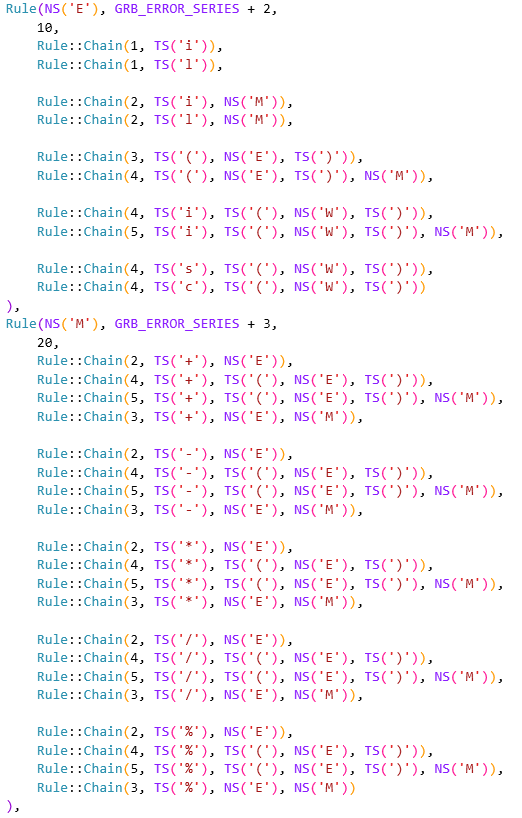 Rule(NS('E'), GRB_ERROR_SERIES + 2,
    10,
    Rule::Chain(1, TS('i')),
    Rule::Chain(1, TS('l')),

    Rule::Chain(2, TS('i'), NS('M')),
    Rule::Chain(2, TS('l'), NS('M')),

    Rule::Chain(3, TS('('), NS('E'), TS(')')),
    Rule::Chain(4, TS('('), NS('E'), TS(')'), NS('M')),

    Rule::Chain(4, TS('i'), TS('('), NS('W'), TS(')')),
    Rule::Chain(5, TS('i'), TS('('), NS('W'), TS(')'), NS('M')),

    Rule::Chain(4, TS('s'), TS('('), NS('W'), TS(')')),
    Rule::Chain(4, TS('c'), TS('('), NS('W'), TS(')'))
),
Rule(NS('M'), GRB_ERROR_SERIES + 3,
    20,
    Rule::Chain(2, TS('+'), NS('E')),
    Rule::Chain(4, TS('+'), TS('('), NS('E'), TS(')')),
    Rule::Chain(5, TS('+'), TS('('), NS('E'), TS(')'), NS('M')),
    Rule::Chain(3, TS('+'), NS('E'), NS('M')),

    Rule::Chain(2, TS('-'), NS('E')),
    Rule::Chain(4, TS('-'), TS('('), NS('E'), TS(')')),
    Rule::Chain(5, TS('-'), TS('('), NS('E'), TS(')'), NS('M')),
    Rule::Chain(3, TS('-'), NS('E'), NS('M')),

    Rule::Chain(2, TS('*'), NS('E')),
    Rule::Chain(4, TS('*'), TS('('), NS('E'), TS(')')),
    Rule::Chain(5, TS('*'), TS('('), NS('E'), TS(')'), NS('M')),
    Rule::Chain(3, TS('*'), NS('E'), NS('M')),

    Rule::Chain(2, TS('/'), NS('E')),
    Rule::Chain(4, TS('/'), TS('('), NS('E'), TS(')')),
    Rule::Chain(5, TS('/'), TS('('), NS('E'), TS(')'), NS('M')),
    Rule::Chain(3, TS('/'), NS('E'), NS('M')),

    Rule::Chain(2, TS('%'), NS('E')),
    Rule::Chain(4, TS('%'), TS('('), NS('E'), TS(')')),
    Rule::Chain(5, TS('%'), TS('('), NS('E'), TS(')'), NS('M')),
    Rule::Chain(3, TS('%'), NS('E'), NS('M'))
),